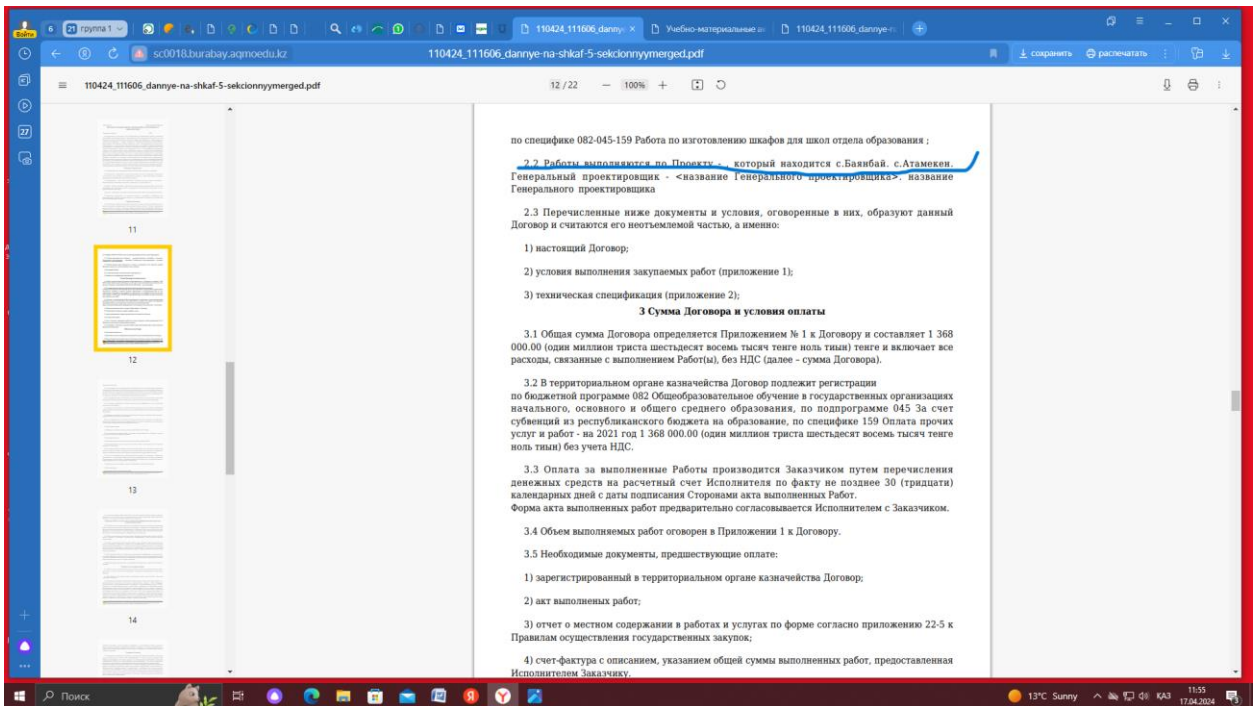 Войти
6
21 группа 1
110424_111606_dannye
Учебно-материальные а
110424_111606_dannye-n
sc0018.burabay.aqmoedu.kz
110424_111606_dannye-na-shkaf-5-sekcionnyymerged.pdf
сохранить
распечатать
27
110424_111606_dannye-na-shkaf-5-sekcionnyymerged.pdf
12 / 22
100%
11
12
13
14
по специфике 082-045-159 Работа по изготовлению шкафов для школ отдела образования ;
2.2 Работы выполняются по Проекту - , который находится с.Баянбай. с.Атамекен.
Генеральный проектировщик - <название Генерального проектировщика>. название
Генерального проектировщика
2.3 Перечисленные ниже документы и условия, оговоренные в них, образуют данный
Договор и считаются его неотъемлемой частью, а именно:
1) настоящий Договор;
2) условия выполнения закупаемых работ (приложение 1);
3) техническая спецификация (приложение 2);
3 Сумма Договора и условия оплаты
3.1 Общая сумма Договора определяется Приложением № 1 к Договору и составляет 1 368
000.00 (один миллион триста шестьдесят восемь тысяч тенге ноль тиын) тенге и включает все
расходы, связанные с выполнением Работ(ы), без НДС (далее – сумма Договора).
3.2 В территориальном органе казначейства Договор подлежит регистрации
по бюджетной программе 082 Общеобразовательное обучение в государственных организациях
начального, основного и общего среднего образования, по подпрограмме 045 За счет
субвенций из республиканского бюджета на образование, по специфике 159 Оплата прочих
услуг и работ - на 2021 год 1 368 000.00 (один миллион триста шестьдесят восемь тысяч тенге
ноль тиын) без учета НДС.
3.3 Оплата за выполненные Работы производится Заказчиком путем перечисления
денежных средств на расчетный счет Исполнителя по факту не позднее 30 (тридцати)
календарных дней с даты подписания Сторонами акта выполненных Работ.
Форма акта выполненных работ предварительно согласовывается Исполнителем с Заказчиком.
3.4 Объем выполняемых работ оговорен в Приложении 1 к Договору.
3.5 Необходимые документы, предшествующие оплате:
1) зарегистрированный в территориальном органе казначейства Договор;
2) акт выполненых работ;
3) отчет о местном содержании в работах и услугах по форме согласно приложению 22-5 к
Правилам осуществления государственных закупок;
4) счет-фактура с описанием, указанием общей суммы выполненных работ, предоставленная
Исполнителем Заказчику.
Поиск
13°C Sunny
ҚАЗ
11:55
17.04.2024